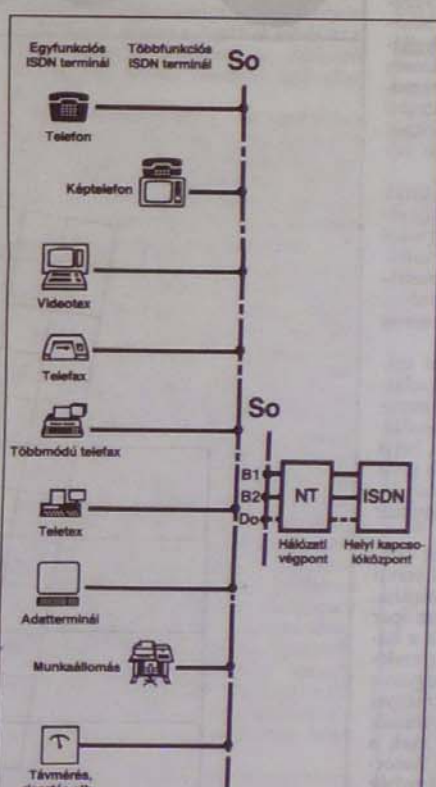 Egyfunkciós
ISDN terminál
Többfunkciós
ISDN terminál
So
Telefon
Képtelefon
Videotex
Telefax
So
Többmódú telefax
B1
B2
Do
NT
ISDN
Hálózati
végpont
Helyi kapcso-
lóközpont
Teletex
Adatterminál
Munkaállomás
Távmérés,